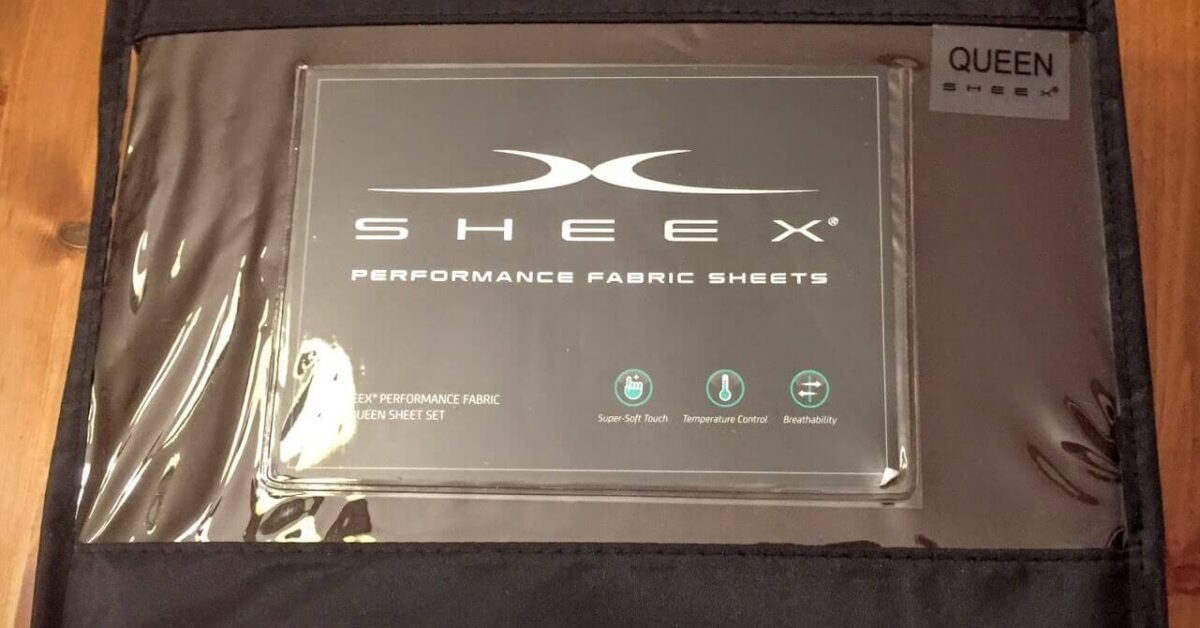 QUEEN
SHEEX®
SHEEX®
PERFORMANCE FABRIC SHEETS
PERFORMANCE FABRIC
SHEET SET
Super-Soft Touch
Temperature Control
Breathability